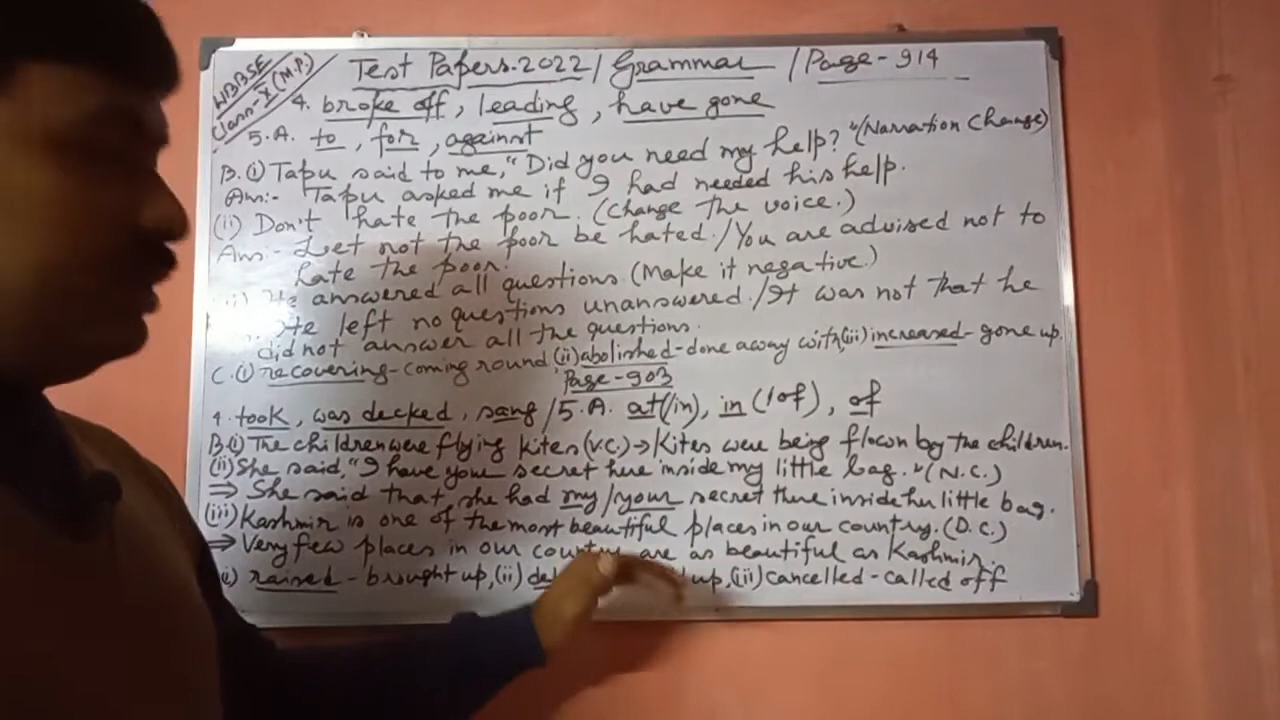 WBBSE
Class-X (M.P.)
Test Papers.2022/Grammar/Page-914
4. broke off, leading, have gone
5.A. to, for, against
B.(i) Tapu said to me, "Did you need my help?" (Narration Change)
Ans:- Tapu asked me if I had needed his help.
(ii) Don't hate the poor. (Change the voice.)
Ans:- Let not the poor be hated./You are advised not to
hate the poor.
He answered all questions. (Make it negative.)
He left no questions unanswered./It was not that he
did not answer all the questions.
C.(i) recovering-coming round (ii) abolished-done away with, (iii) increased-gone up.
Page-903
4. took, was decked, sang/5.A. at(/in), in (/of), of
B.(i) The children were flying kites (V.C.)→Kites were being flown by the children.
(ii) She said, "I have your secret here inside my little bag." (N.C.)
⇒ She said that she had my/your secret there inside her little bag.
(iii) Kashmir is one of the most beautiful places in our country. (D.C.)
⇒ Very few places in our country are as beautiful as Kashmir.
i) raised-brought up, (ii) up, (iii) cancelled-called off